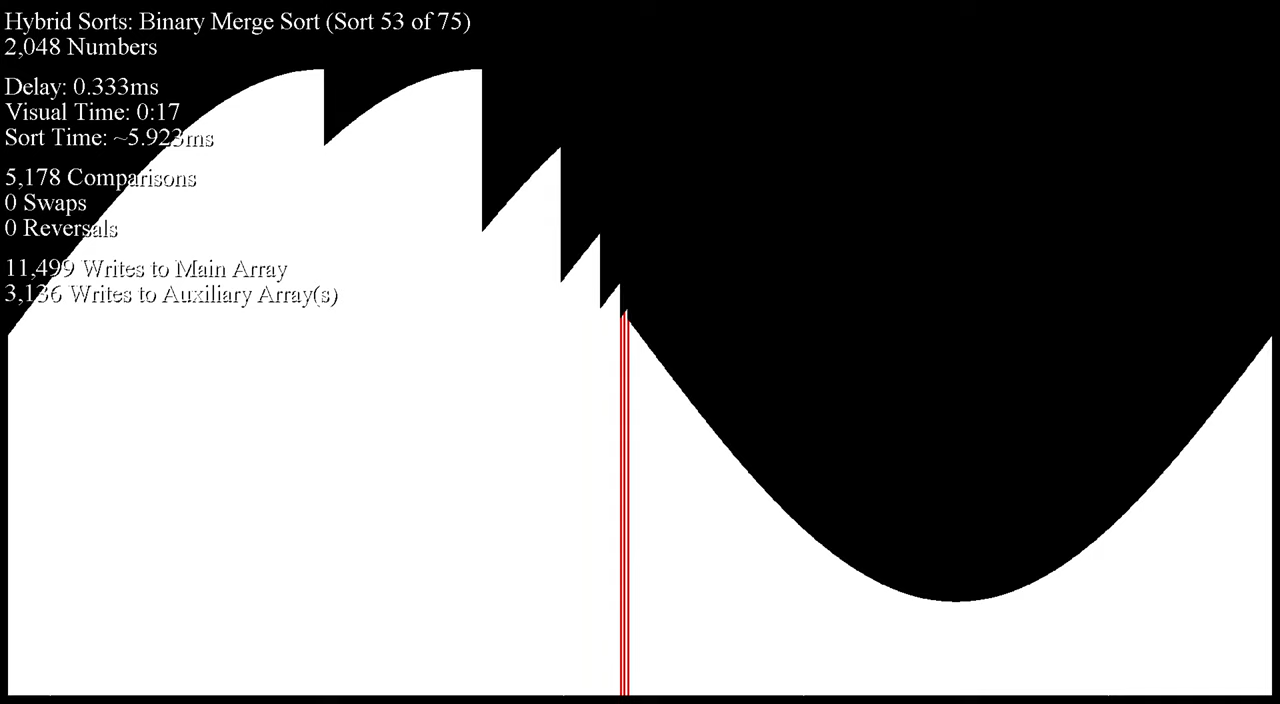 Hybrid Sorts: Binary Merge Sort (Sort 53 of 75)
2,048 Numbers
Delay: 0.333ms
Visual Time: 0:17
Sort Time: ~5.923ms
5,178 Comparisons
0 Swaps
0 Reversals
11,499 Writes to Main Array
3,136 Writes to Auxiliary Array(s)